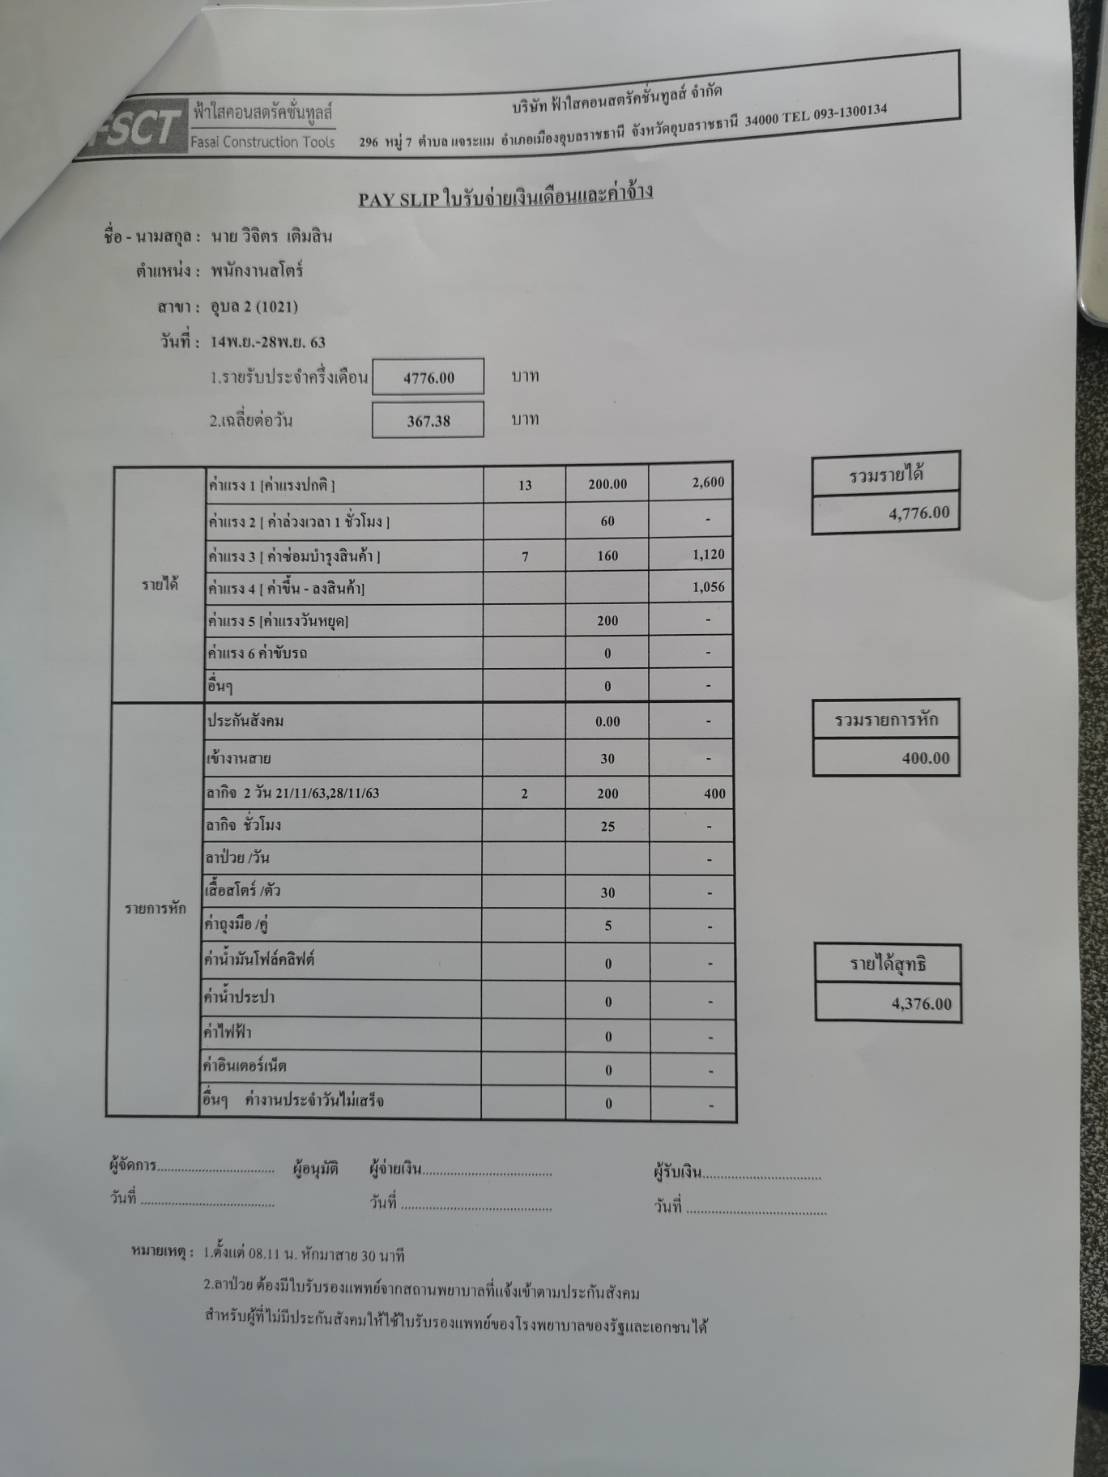 FSCT ฟ้าใสคอนสตรัคชั่นทูลส์
Fasai Construction Tools
บริษัท ฟ้าใสคอนสตรัคชั่นทูลส์ จำกัด
296 หมู่ 7 ตำบล แจระแม อำเภอเมืองอุบลราชธานี จังหวัดอุบลราชธานี 34000 TEL 093-1300134
PAY SLIP ใบรับจ่ายเงินเดือนและค่าจ้าง
ชื่อ - นามสกุล : นาย วิจิตร เติมสิน
ตำแหน่ง : พนักงานสโตร์
สาขา : อุบล 2 (1021)
วันที่ : 14พ.ย.-28พ.ย. 63
1.รายรับประจำครึ่งเดือน 4776.00 บาท
2.เฉลี่ยต่อวัน 367.38 บาท
รายได้
ค่าแรง 1 [ค่าแรงปกติ ] 13 200.00 2,600
ค่าแรง 2 [ ค่าล่วงเวลา 1 ชั่วโมง ] 60 -
ค่าแรง 3 [ ค่าซ่อมบำรุงสินค้า ] 7 160 1,120
ค่าแรง 4 [ ค่าขึ้น - ลงสินค้า] 1,056
ค่าแรง 5 [ค่าแรงวันหยุด] 200 -
ค่าแรง 6 ค่าขับรถ 0 -
อื่นๆ 0 -
รวมรายได้
4,776.00
รายการหัก
ประกันสังคม 0.00 -
เข้างานสาย 30 -
ลากิจ 2 วัน 21/11/63,28/11/63 2 200 400
ลากิจ ชั่วโมง 25 -
ลาป่วย /วัน -
เสื้อสโตร์ /ตัว 30 -
ค่าถุงมือ /คู่ 5 -
ค่าน้ำมันโฟล์คลิฟต์ 0 -
ค่าน้ำประปา 0 -
ค่าไฟฟ้า 0 -
ค่าอินเตอร์เน็ต 0 -
อื่นๆ ค่างานประจำวันไม่เสร็จ 0 -
รวมรายการหัก
400.00
รายได้สุทธิ
4,376.00
ผู้จัดการ.................................. ผู้อนุมัติ ผู้จ่ายเงิน.................................. ผู้รับเงิน..................................
วันที่ .................................. วันที่ .................................. วันที่ ..................................
หมายเหตุ : 1.ตั้งแต่ 08.11 น. หักมาสาย 30 นาที
2.ลาป่วย ต้องมีใบรับรองแพทย์จากสถานพยาบาลที่แจ้งเข้าตามประกันสังคม
สำหรับผู้ที่ไม่มีประกันสังคมให้ใช้ใบรับรองแพทย์ของโรงพยาบาลของรัฐและเอกชนได้